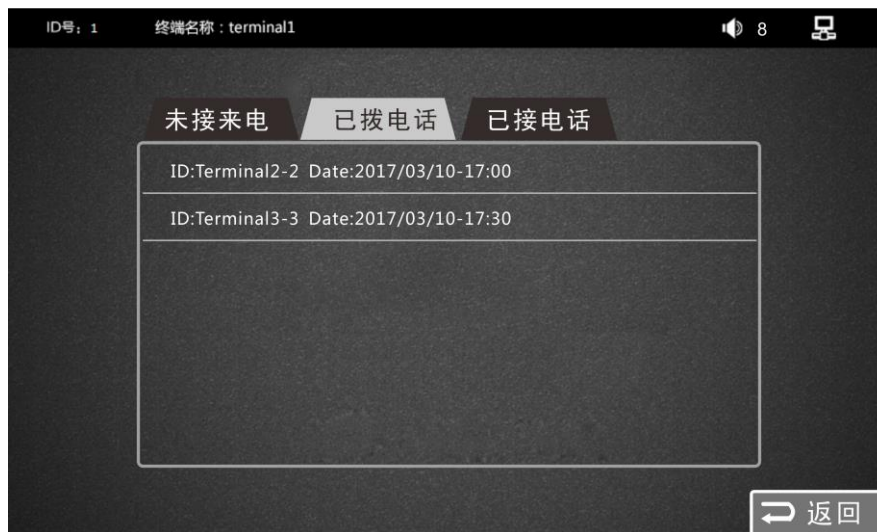 ID号：1 终端名称：terminal1 8
未接来电 已拨电话 已接电话
ID:Terminal2-2 Date:2017/03/10-17:00
ID:Terminal3-3 Date:2017/03/10-17:30
返回